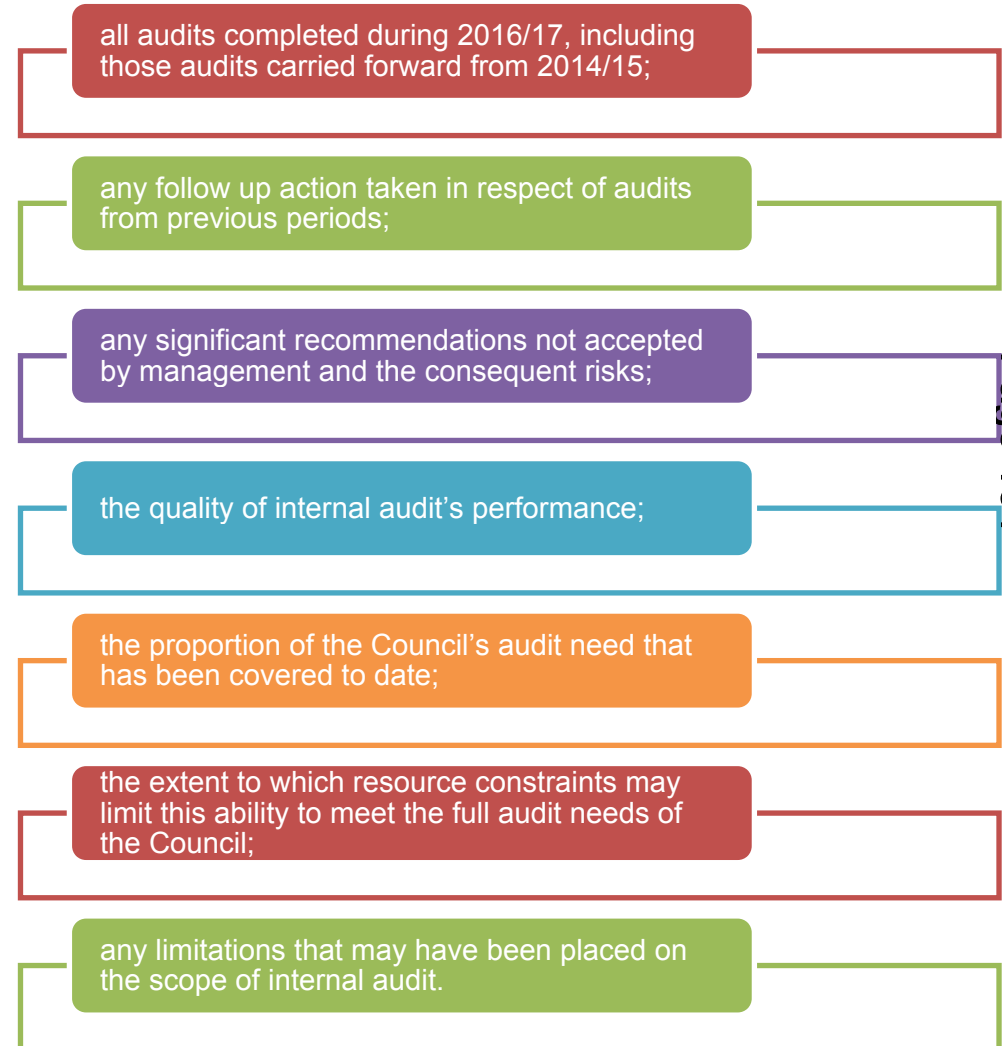 all audits completed during 2016/17, including
those audits carried forward from 2014/15;
any follow up action taken in respect of audits
from previous periods;
any significant recommendations not accepted
by management and the consequent risks;
the quality of internal audit’s performance;
the proportion of the Council’s audit need that
has been covered to date;
the extent to which resource constraints may
limit this ability to meet the full audit needs of
the Council;
any limitations that may have been placed on
the scope of internal audit.